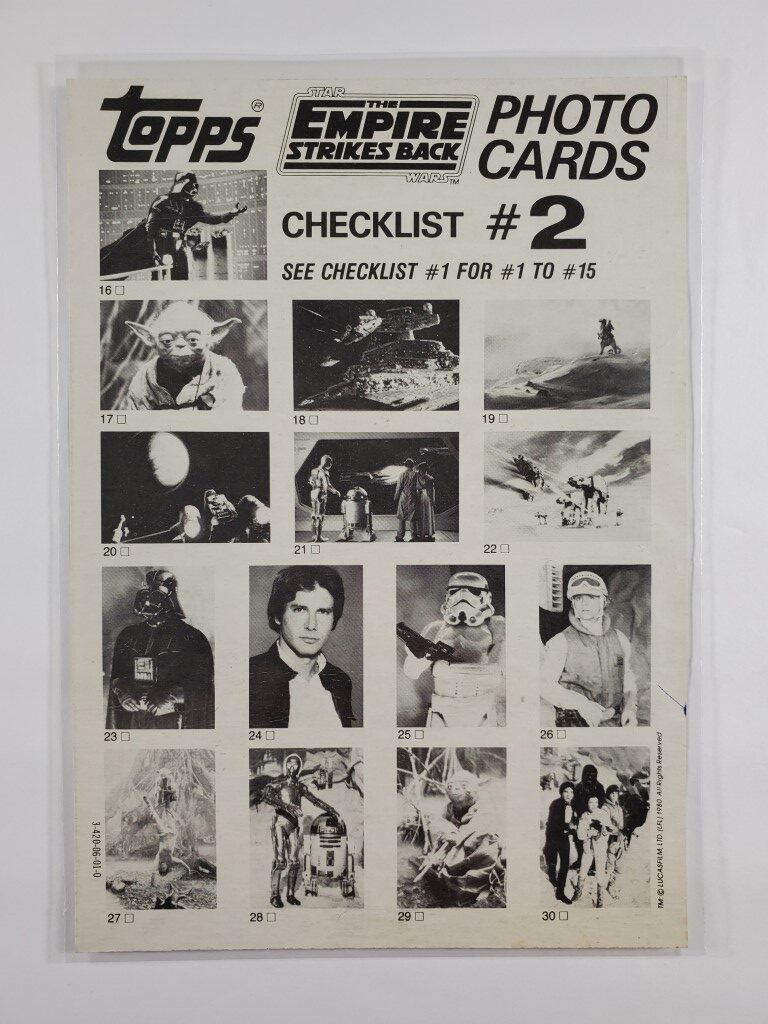 topps®
STAR
THE
EMPIRE
STRIKES BACK
WARS™
PHOTO
CARDS
CHECKLIST #2
SEE CHECKLIST #1 FOR #1 TO #15
16 □
17 □ 18 □ 19 □
20 □ 21 □ 22 □
23 □ 24 □ 25 □ 26 □
27 □ 28 □ 29 □ 30 □
3-420-06-01-0
TM: © LUCASFILM, LTD. (LFL) 1980. All Rights Reserved